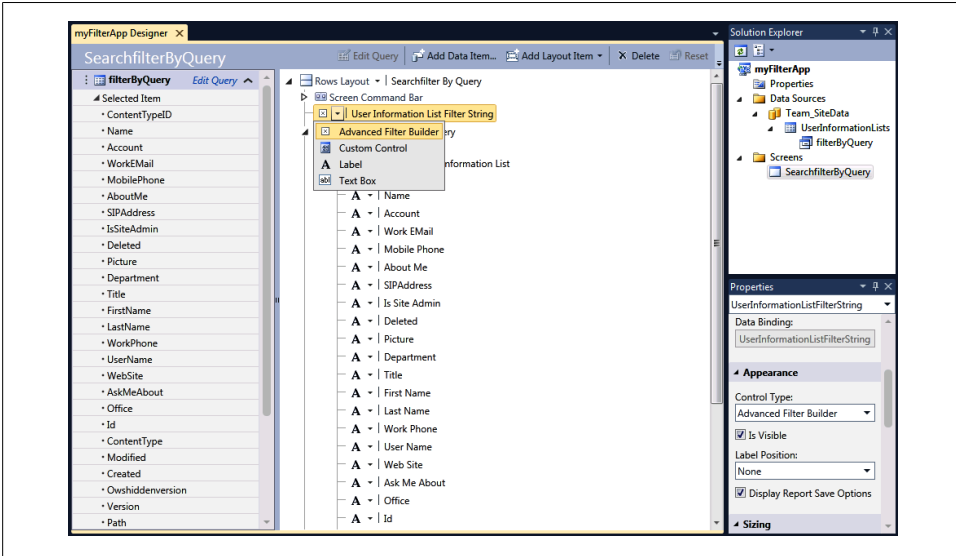 myFilterApp Designer
SearchfilterByQuery
Edit Query
Add Data Item...
Add Layout Item
Delete
Reset
filterByQuery
Edit Query
Selected Item
ContentTypeID
Name
Account
WorkEMail
MobilePhone
AboutMe
SIPAddress
IsSiteAdmin
Deleted
Picture
Department
Title
FirstName
LastName
WorkPhone
UserName
WebSite
AskMeAbout
Office
Id
ContentType
Modified
Created
Owshiddenversion
Version
Path
Rows Layout
Searchfilter By Query
Screen Command Bar
User Information List Filter String
Advanced Filter Builder
ery
Custom Control
A Label
nformation List
abl Text Box
A Name
A Account
A Work EMail
A Mobile Phone
A About Me
A SIPAddress
A Is Site Admin
A Deleted
A Picture
A Department
A Title
A First Name
A Last Name
A Work Phone
A User Name
A Web Site
A Ask Me About
A Office
A Id
Solution Explorer
myFilterApp
Properties
Data Sources
Team_SiteData
UserInformationLists
filterByQuery
Screens
SearchfilterByQuery
Properties
UserInformationListFilterString
Data Binding:
UserInformationListFilterString
Appearance
Control Type:
Advanced Filter Builder
Is Visible
Label Position:
None
Display Report Save Options
Sizing